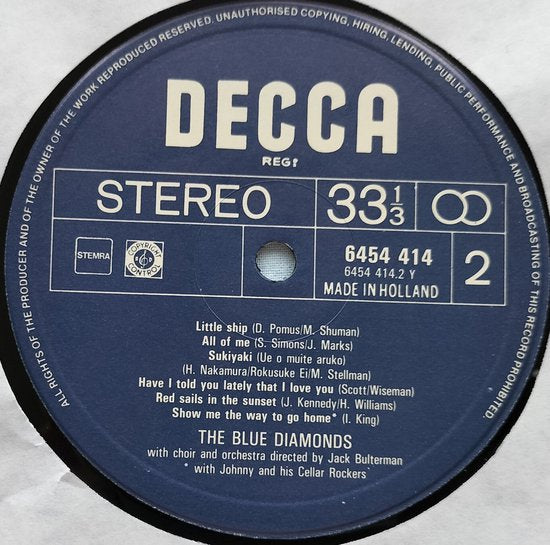 ALL RIGHTS OF THE PRODUCER AND OF THE OWNER OF THE WORK REPRODUCED RESERVED. UNAUTHORISED COPYING, HIRING, LENDING, PUBLIC PERFORMANCE AND BROADCASTING OF THIS RECORD PROHIBITED.
DECCA
REGD
STEREO
33 1/3
STEMRA
COPYRIGHT CONTROL
6454 414
6454 414.2 Y
MADE IN HOLLAND
2
Little ship (D. Pomus/M. Shuman)
All of me (S. Simons/J. Marks)
Sukiyaki (Ue o muite aruko)
(H. Nakamura/Rokusuke Ei/M. Stellman)
Have I told you lately that I love you (Scott/Wiseman)
Red sails in the sunset (J. Kennedy/H. Williams)
Show me the way to go home* (I. King)
THE BLUE DIAMONDS
with choir and orchestra directed by Jack Bulterman
* with Johnny and his Cellar Rockers